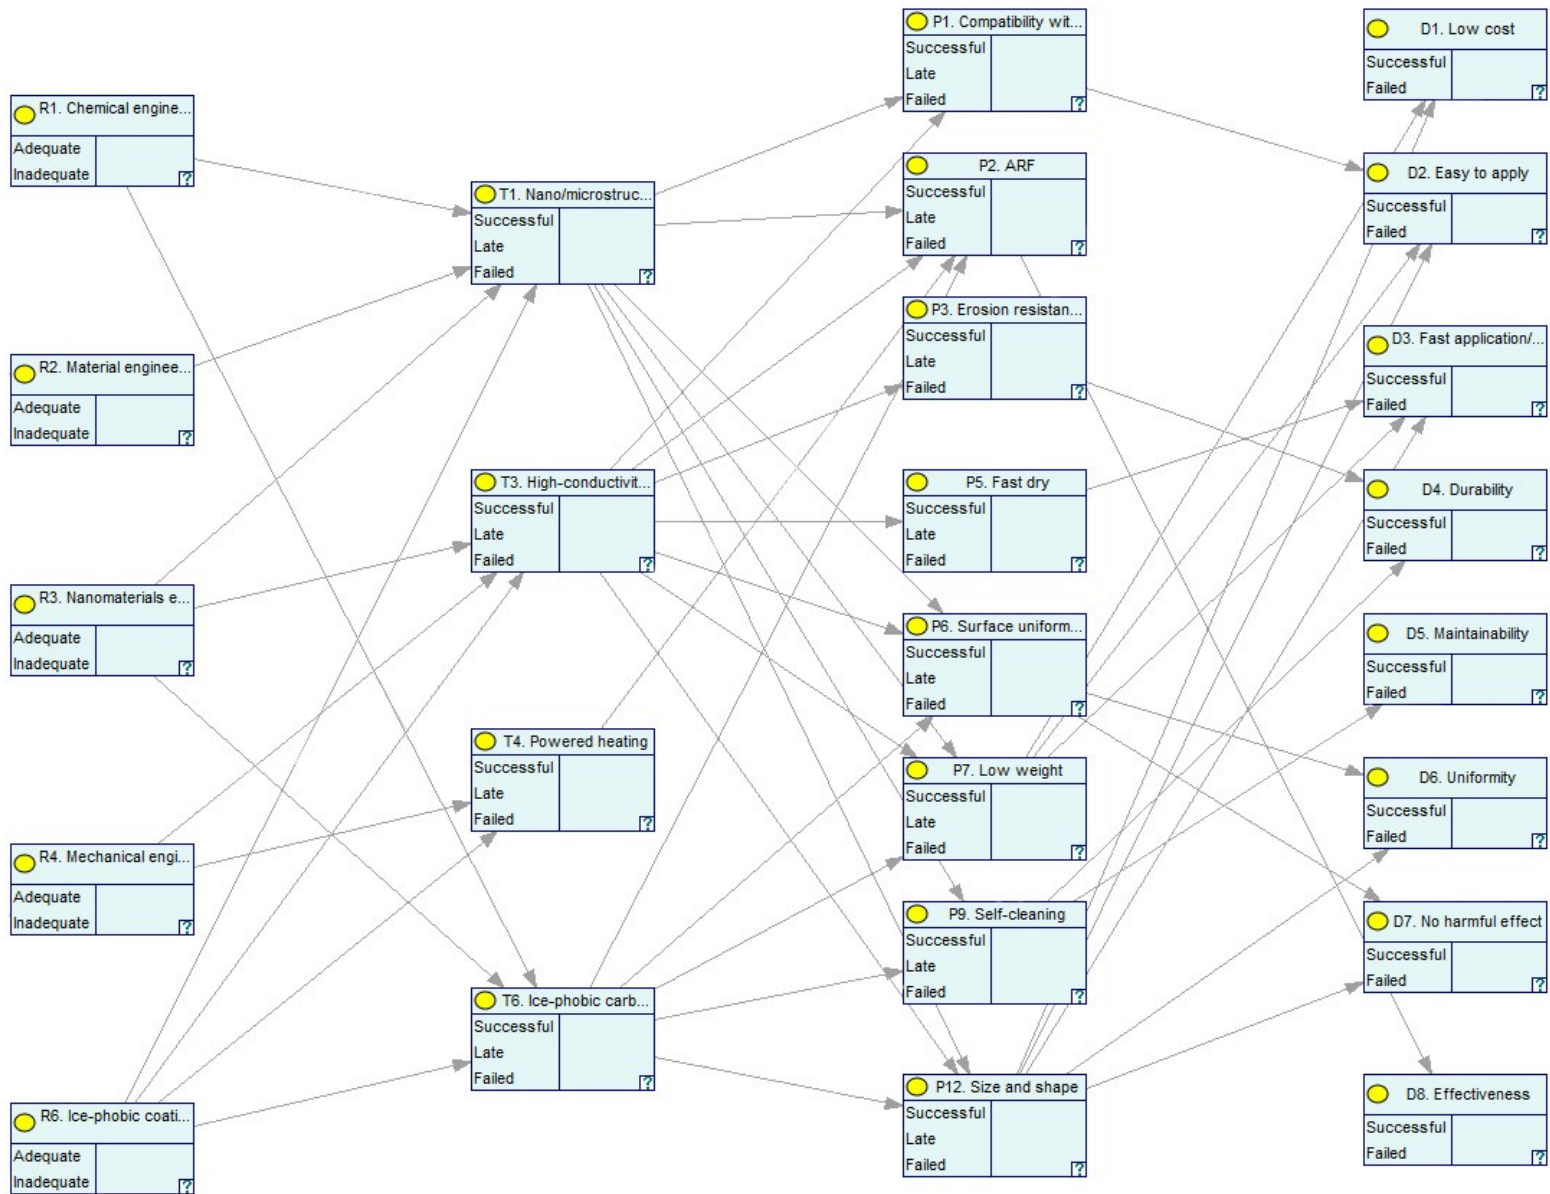 R1. Chemical engine...
Adequate
Inadequate
?
R2. Material enginee...
Adequate
Inadequate
?
R3. Nanomaterials e...
Adequate
Inadequate
?
R4. Mechanical engi...
Adequate
Inadequate
?
R6. Ice-phobic coati...
Adequate
Inadequate
?
T1. Nano/microstruc...
Successful
Late
Failed
?
T3. High-conductivit...
Successful
Late
Failed
?
T4. Powered heating
Successful
Late
Failed
?
T6. Ice-phobic carb...
Successful
Late
Failed
?
P1. Compatibility wit...
Successful
Late
Failed
?
P2. ARF
Successful
Late
Failed
?
P3. Erosion resistan...
Successful
Late
Failed
?
P5. Fast dry
Successful
Late
Failed
?
P6. Surface uniform...
Successful
Late
Failed
?
P7. Low weight
Successful
Late
Failed
?
P9. Self-cleaning
Successful
Late
Failed
?
P12. Size and shape
Successful
Late
Failed
?
D1. Low cost
Successful
Failed
?
D2. Easy to apply
Successful
Failed
?
D3. Fast application/...
Successful
Failed
?
D4. Durability
Successful
Failed
?
D5. Maintainability
Successful
Failed
?
D6. Uniformity
Successful
Failed
?
D7. No harmful effect
Successful
Failed
?
D8. Effectiveness
Successful
Failed
?